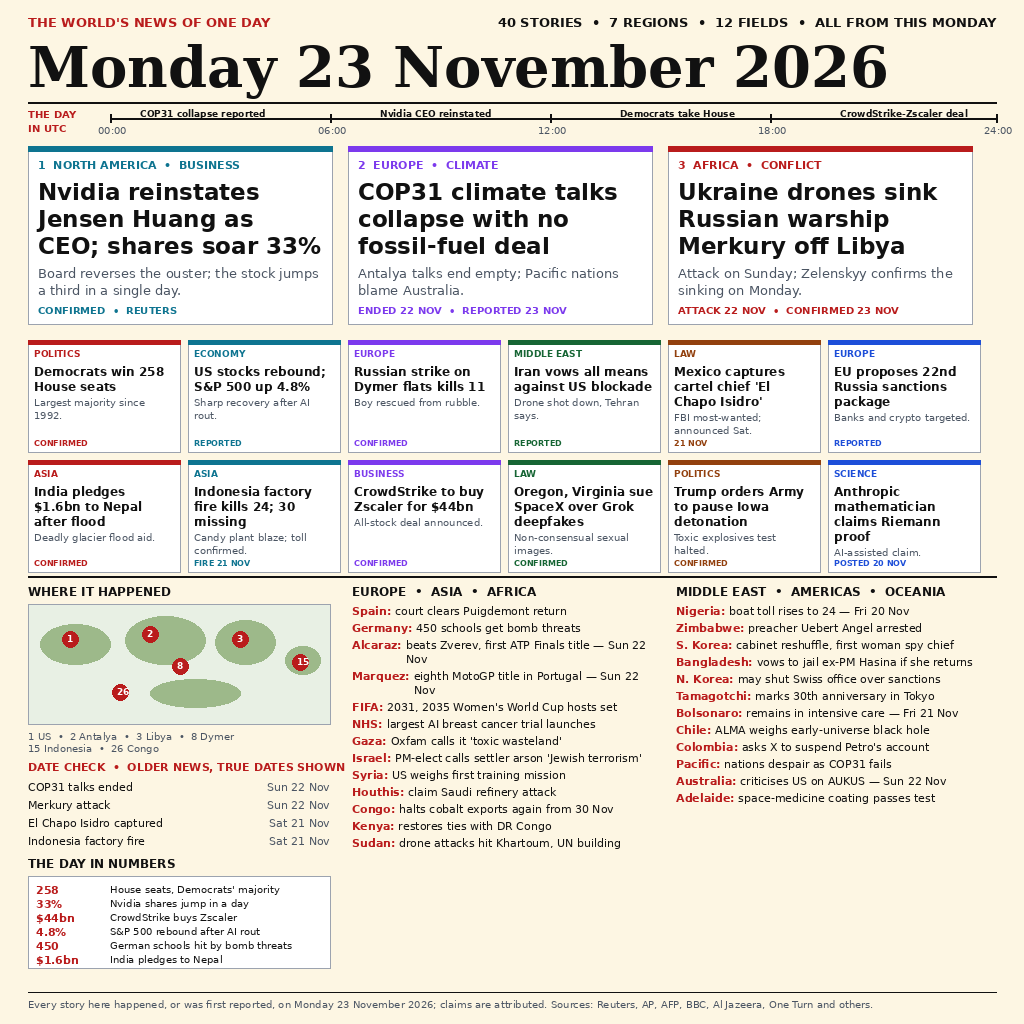 THE WORLD'S NEWS OF ONE DAY
40 STORIES • 7 REGIONS • 12 FIELDS • ALL FROM THIS MONDAY
Monday 23 November 2026
THE DAY
IN UTC
COP31 collapse reported
Nvidia CEO reinstated
Democrats take House
CrowdStrike-Zscaler deal
00:00
06:00
12:00
18:00
24:00
1 NORTH AMERICA • BUSINESS
Nvidia reinstates
Jensen Huang as
CEO; shares soar 33%
Board reverses the ouster; the stock jumps
a third in a single day.
CONFIRMED • REUTERS
2 EUROPE • CLIMATE
COP31 climate talks
collapse with no
fossil-fuel deal
Antalya talks end empty; Pacific nations
blame Australia.
ENDED 22 NOV • REPORTED 23 NOV
3 AFRICA • CONFLICT
Ukraine drones sink
Russian warship
Merkury off Libya
Attack on Sunday; Zelenskyy confirms the
sinking on Monday.
ATTACK 22 NOV • CONFIRMED 23 NOV
POLITICS
Democrats win 258
House seats
Largest majority since
1992.
CONFIRMED
ECONOMY
US stocks rebound;
S&P 500 up 4.8%
Sharp recovery after AI
rout.
REPORTED
EUROPE
Russian strike on
Dymer flats kills 11
Boy rescued from rubble.
CONFIRMED
MIDDLE EAST
Iran vows all means
against US blockade
Drone shot down, Tehran
says.
REPORTED
LAW
Mexico captures
cartel chief 'El
Chapo Isidro'
FBI most-wanted;
announced Sat.
21 NOV
EUROPE
EU proposes 22nd
Russia sanctions
package
Banks and crypto targeted.
REPORTED
ASIA
India pledges
$1.6bn to Nepal
after flood
Deadly glacier flood aid.
CONFIRMED
ASIA
Indonesia factory
fire kills 24; 30
missing
Candy plant blaze; toll
confirmed.
FIRE 21 NOV
BUSINESS
CrowdStrike to buy
Zscaler for $44bn
All-stock deal announced.
CONFIRMED
LAW
Oregon, Virginia sue
SpaceX over Grok
deepfakes
Non-consensual sexual
images.
CONFIRMED
POLITICS
Trump orders Army
to pause Iowa
detonation
Toxic explosives test
halted.
CONFIRMED
SCIENCE
Anthropic
mathematician
claims Riemann
proof
AI-assisted claim.
POSTED 20 NOV
WHERE IT HAPPENED
1
2
3
8
15
26
1 US • 2 Antalya • 3 Libya • 8 Dymer
15 Indonesia • 26 Congo
DATE CHECK • OLDER NEWS, TRUE DATES SHOWN
COP31 talks ended Sun 22 Nov
Merkury attack Sun 22 Nov
El Chapo Isidro captured Sat 21 Nov
Indonesia factory fire Sat 21 Nov
THE DAY IN NUMBERS
258 House seats, Democrats' majority
33% Nvidia shares jump in a day
$44bn CrowdStrike buys Zscaler
4.8% S&P 500 rebound after AI rout
450 German schools hit by bomb threats
$1.6bn India pledges to Nepal
EUROPE • ASIA • AFRICA
Spain: court clears Puigdemont return
Germany: 450 schools get bomb threats
Alcaraz: beats Zverev, first ATP Finals title — Sun 22
Nov
Marquez: eighth MotoGP title in Portugal — Sun 22
Nov
FIFA: 2031, 2035 Women's World Cup hosts set
NHS: largest AI breast cancer trial launches
Gaza: Oxfam calls it 'toxic wasteland'
Israel: PM-elect calls settler arson 'Jewish terrorism'
Syria: US weighs first training mission
Houthis: claim Saudi refinery attack
Congo: halts cobalt exports again from 30 Nov
Kenya: restores ties with DR Congo
Sudan: drone attacks hit Khartoum, UN building
MIDDLE EAST • AMERICAS • OCEANIA
Nigeria: boat toll rises to 24 — Fri 20 Nov
Zimbabwe: preacher Uebert Angel arrested
S. Korea: cabinet reshuffle, first woman spy chief
Bangladesh: vows to jail ex-PM Hasina if she returns
N. Korea: may shut Swiss office over sanctions
Tamagotchi: marks 30th anniversary in Tokyo
Bolsonaro: remains in intensive care — Fri 21 Nov
Chile: ALMA weighs early-universe black hole
Colombia: asks X to suspend Petro's account
Pacific: nations despair as COP31 fails
Australia: criticises US on AUKUS — Sun 22 Nov
Adelaide: space-medicine coating passes test
Every story here happened, or was first reported, on Monday 23 November 2026; claims are attributed. Sources: Reuters, AP, AFP, BBC, Al Jazeera, One Turn and others.